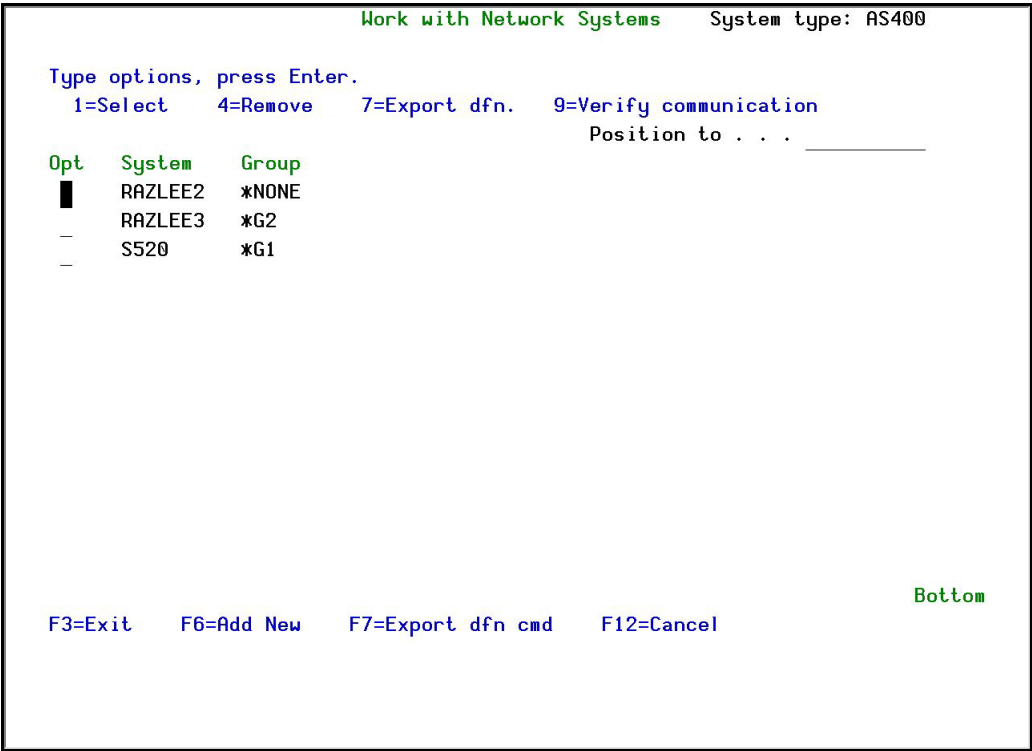 Work with Network Systems System type: AS400
Type options, press Enter.
1=Select 4=Remove 7=Export dfn. 9=Verify communication
Position to . . .
Opt System Group
RAZLEE2 *NONE
RAZLEE3 *G2
S520 *G1
Bottom
F3=Exit F6=Add New F7=Export dfn cmd F12=Cancel